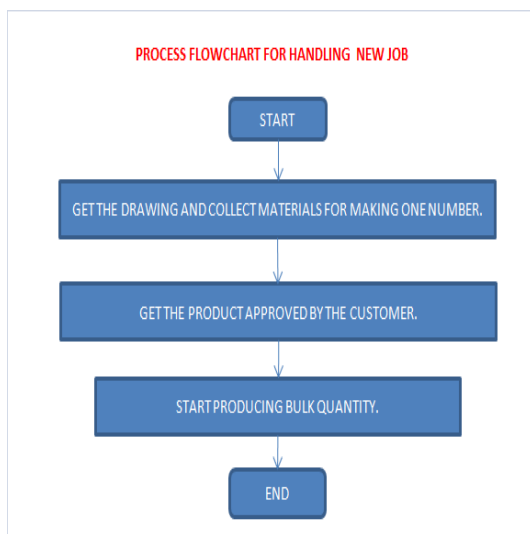 PROCESS FLOWCHART FOR HANDLING NEW JOB
START
GET THE DRAWING AND COLLECT MATERIALS FOR MAKING ONE NUMBER.
GET THE PRODUCT APPROVED BY THE CUSTOMER.
START PRODUCING BULK QUANTITY.
END